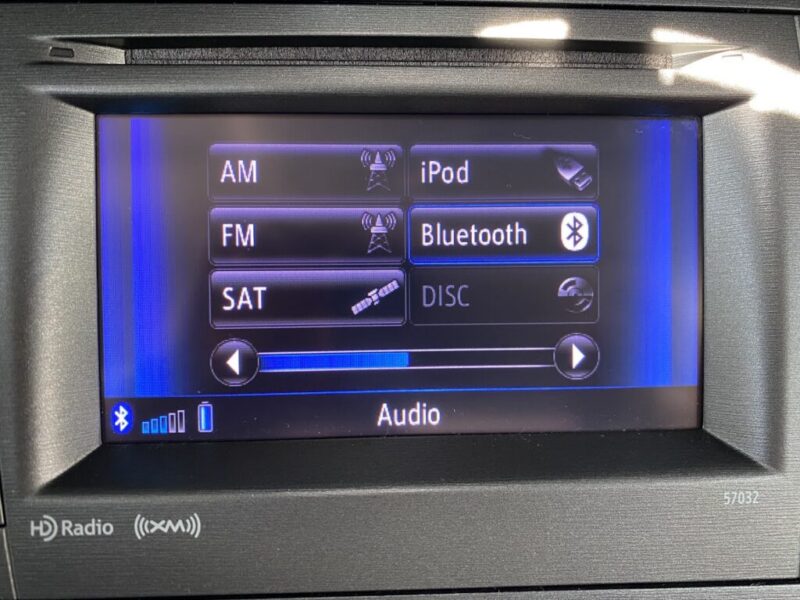 AM
iPod
FM
Bluetooth
SAT
DISC
Audio
57032
HD Radio
((XM))